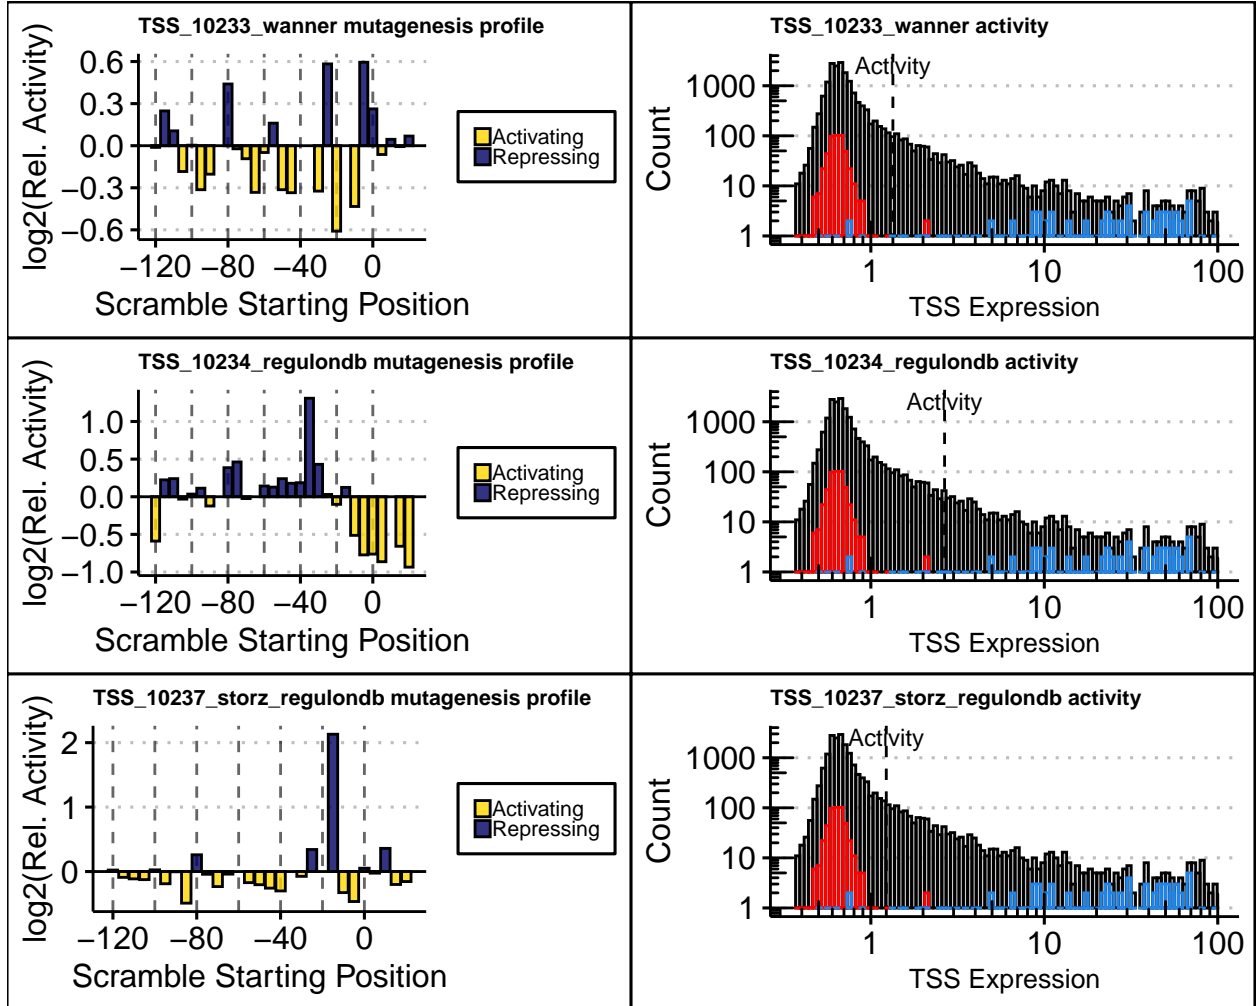 TSS_10233_wanner mutagenesis profile
log2(Rel. Activity)
0.6
0.3
0.0
−0.3
−0.6
−120 −80 −40 0
Scramble Starting Position
Activating
Repressing
TSS_10233_wanner activity
Activity
Count
1000
100
10
1
1 10 100
TSS Expression
TSS_10234_regulondb mutagenesis profile
log2(Rel. Activity)
1.0
0.5
0.0
−0.5
−1.0
−120 −80 −40 0
Scramble Starting Position
Activating
Repressing
TSS_10234_regulondb activity
Activity
Count
1000
100
10
1
1 10 100
TSS Expression
TSS_10237_storz_regulondb mutagenesis profile
log2(Rel. Activity)
2
1
0
−120 −80 −40 0
Scramble Starting Position
Activating
Repressing
TSS_10237_storz_regulondb activity
Activity
Count
1000
100
10
1
1 10 100
TSS Expression